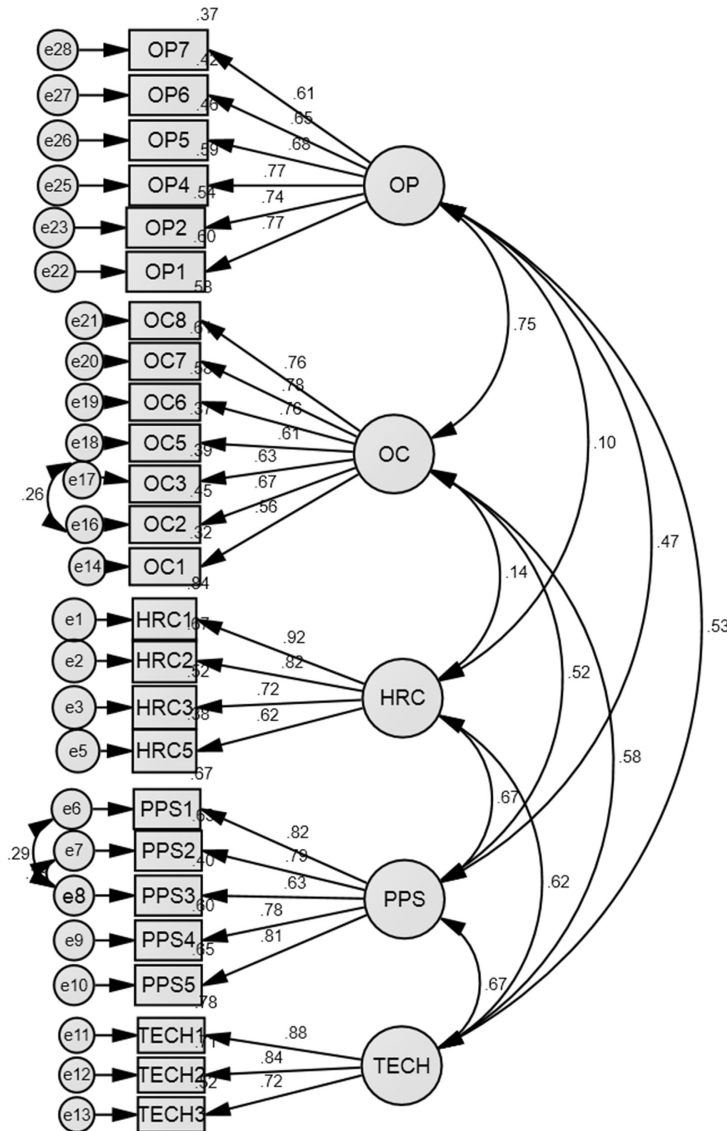 .37
e28 OP7
.42
.61
e27 OP6
.46
.65
e26 OP5
.68
.59
e25 OP4
.77
OP
.54
.74
e23 OP2
.77
.60
e22 OP1
.58
e21 OC8
.75
.61
e20 OC7
.76
.58
.78
e19 OC6
.76
.37
.61
e18 OC5
.10
.39
.63
OC
e17 OC3
.67
.26
.45
.56
e16 OC2
.32
.47
e14 OC1
.14
.84
e1 HRC1
.67
.92
.53
e2 HRC2
.82
.52
.52
.72
HRC
e3 HRC3
.38
.62
e5 HRC5
.58
.67
e6 PPS1
.67
.63
.82
.29
e7 PPS2
.79
.40
.63
.62
e8 PPS3
PPS
.60
.78
e9 PPS4
.81
.65
e10 PPS5
.67
.78
e11 TECH1
.88
.71
.84
TECH
e12 TECH2
.52
.72
e13 TECH3